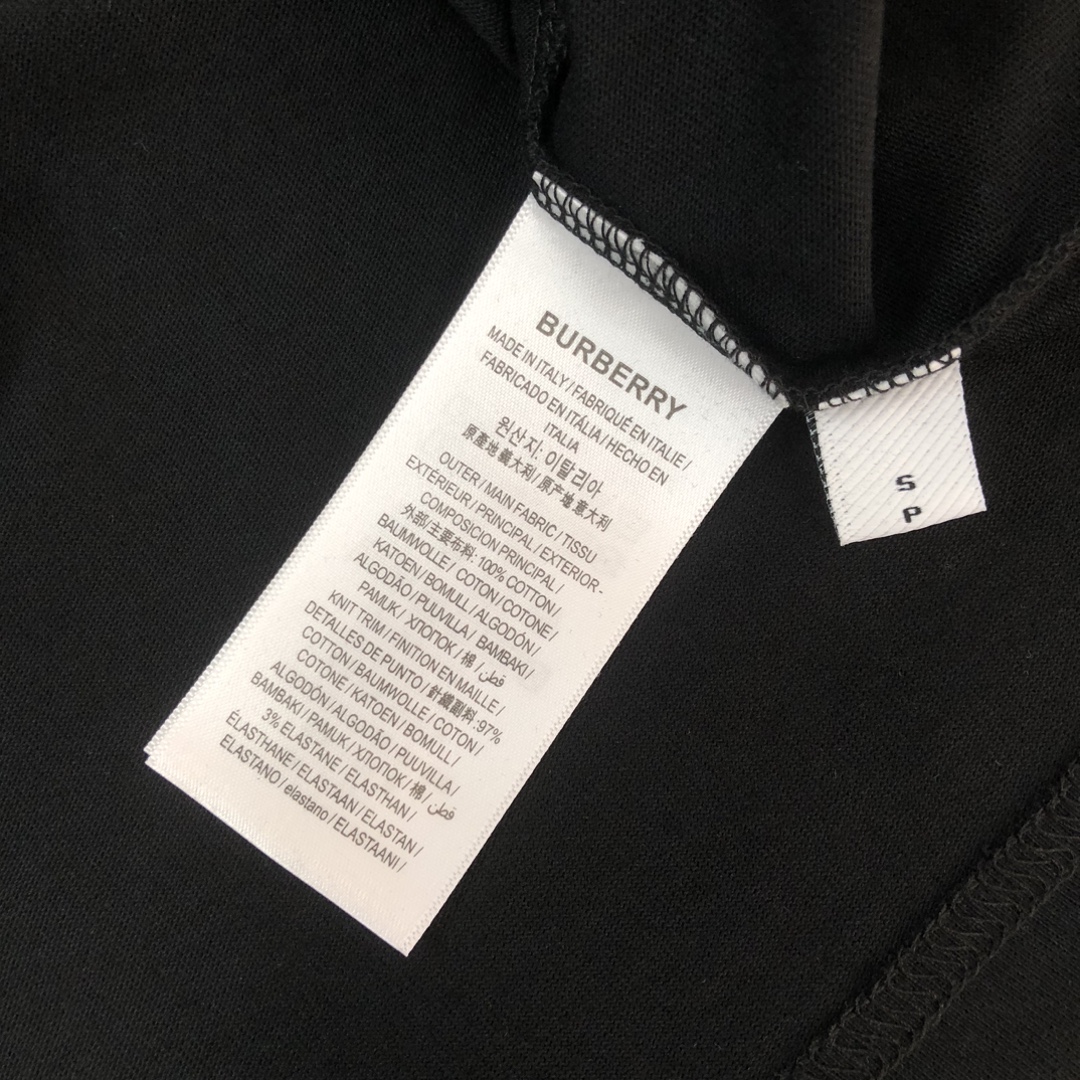 BURBERRY
MADE IN ITALY / FABRIQUÉ EN ITALIE /
FABRICADO EN ITÁLIA / HECHO EN
ITALIA
원산지: 이탈리아
原產地 義大利 / 原产地 意大利
OUTER / MAIN FABRIC / TISSU
EXTÉRIEUR / PRINCIPAL / EXTERIOR -
COMPOSICION PRINCIPAL /
外部/主要布料: 100% COTTON /
BAUMWOLLE / COTON / COTONE /
KATOEN / BOMULL / ALGODÓN /
ALGODÃO / PUUVILLA / BAMBAKI /
PAMUK / ХЛОПОК / 棉 / قطن
KNIT TRIM / FINITION EN MAILLE /
DETALLES DE PUNTO / 針織副料: 97%
COTTON / BAUMWOLLE / COTON /
COTONE / KATOEN / BOMULL /
ALGODÓN / ALGODÃO / PUUVILLA /
BAMBAKI / PAMUK / ХЛОПОК / 棉 / قطن
3% ELASTANE / ELASTHAN /
ÉLASTHANE / ELASTAAN / ELASTAN /
ELASTANO / elastano / ELASTAANI /
S
P